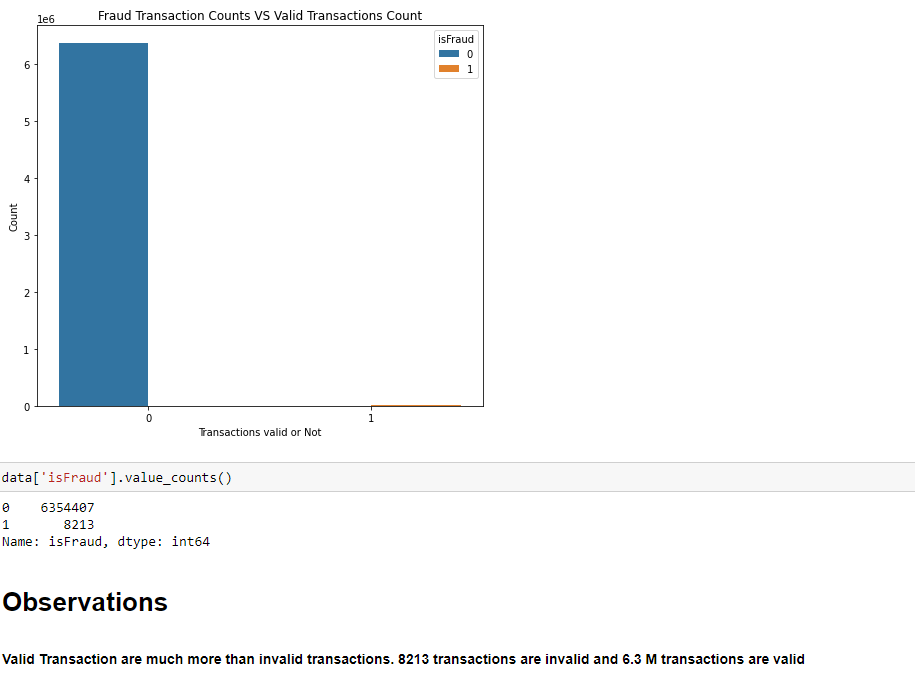 Fraud Transaction Counts VS Valid Transactions Count
1e6
isFraud
0
1
6
5
4
3
2
1
0
Count
0 1
Transactions valid or Not
data['isFraud'].value_counts()
0 6354407
1 8213
Name: isFraud, dtype: int64
Observations
Valid Transaction are much more than invalid transactions. 8213 transactions are invalid and 6.3 M transactions are valid